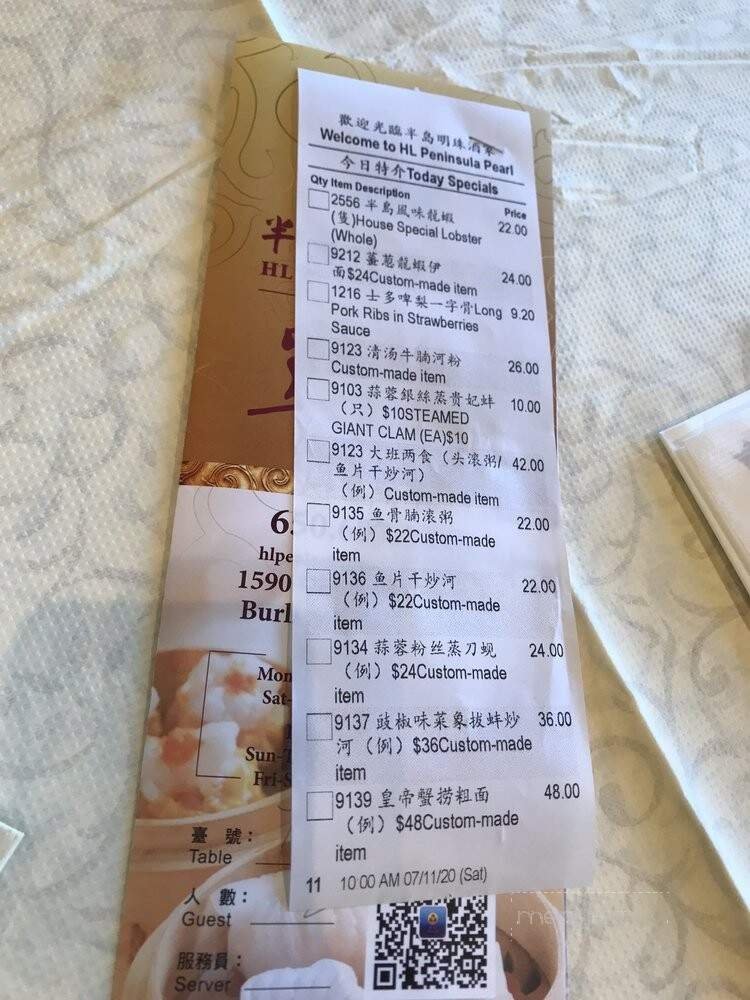 歡迎光臨半島明珠酒家
Welcome to HL Peninsula Pearl
今日特介Today Specials
Qty Item Description Price
2556 半島風味龍蝦 22.00
(隻)House Special Lobster
(Whole)
9212 薑蔥龍蝦伊 24.00
面$24Custom-made item
1216 士多啤梨一字骨Long 9.20
Pork Ribs in Strawberries
Sauce
9123 清汤牛腩河粉 26.00
Custom-made item
9103 蒜蓉銀絲蒸贵妃蚌 10.00
（只）$10STEAMED
GIANT CLAM (EA)$10
9123 大班两食（头滚粥/ 42.00
鱼片干炒河）
（例）Custom-made item
9135 鱼骨腩滚粥 22.00
（例）$22Custom-made
item
9136 鱼片干炒河 22.00
（例）$22Custom-made
item
9134 蒜蓉粉丝蒸刀蚬 24.00
（例）$24Custom-made
item
9137 豉椒味菜象拔蚌炒 36.00
河（例）$36Custom-made
item
9139 皇帝蟹捞粗面 48.00
（例）$48Custom-made
item
11 10:00 AM 07/11/20 (Sat)
半
HL
6
hlpe
1590
Burl
Mon
Sat-
Sun-T
Fri-S
臺 號：
Table
人 數：
Guest
服務員：
Server